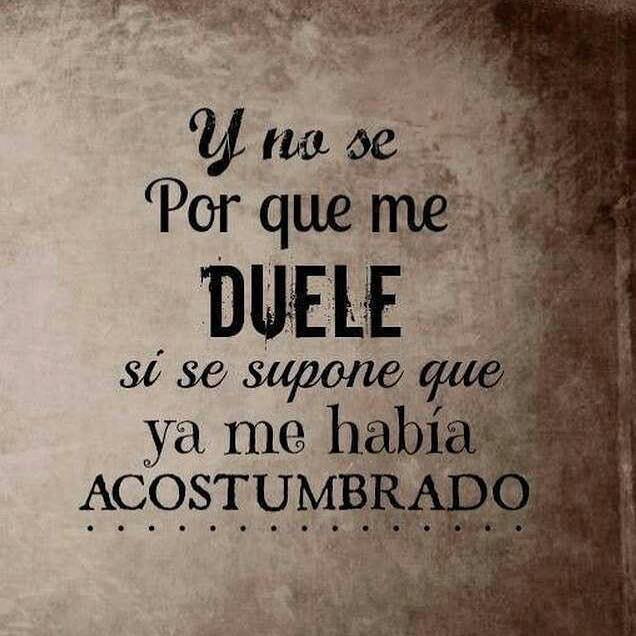 Y no se
Por que me
DUELE
si se supone que
ya me había
ACOSTUMBRADO